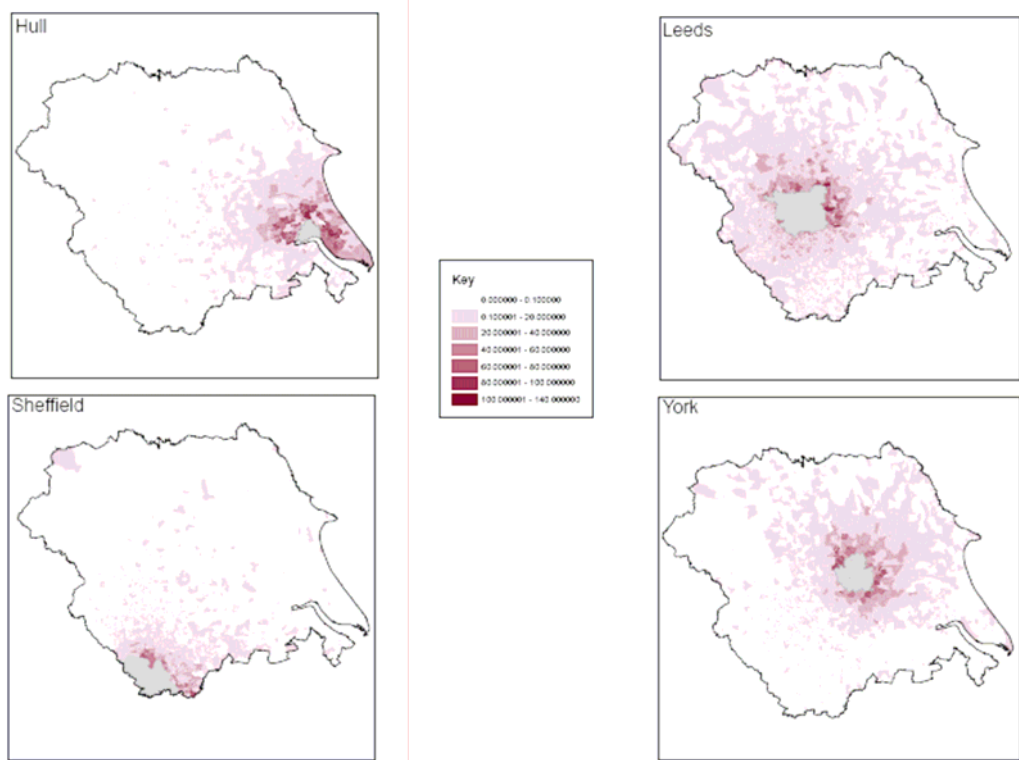 Hull
Leeds
Key
0.000000 - 0.100000
0.100001 - 20.000000
20.000001 - 40.000000
40.000001 - 60.000000
60.000001 - 80.000000
80.000001 - 100.000000
100.000001 - 140.000000
Sheffield
York